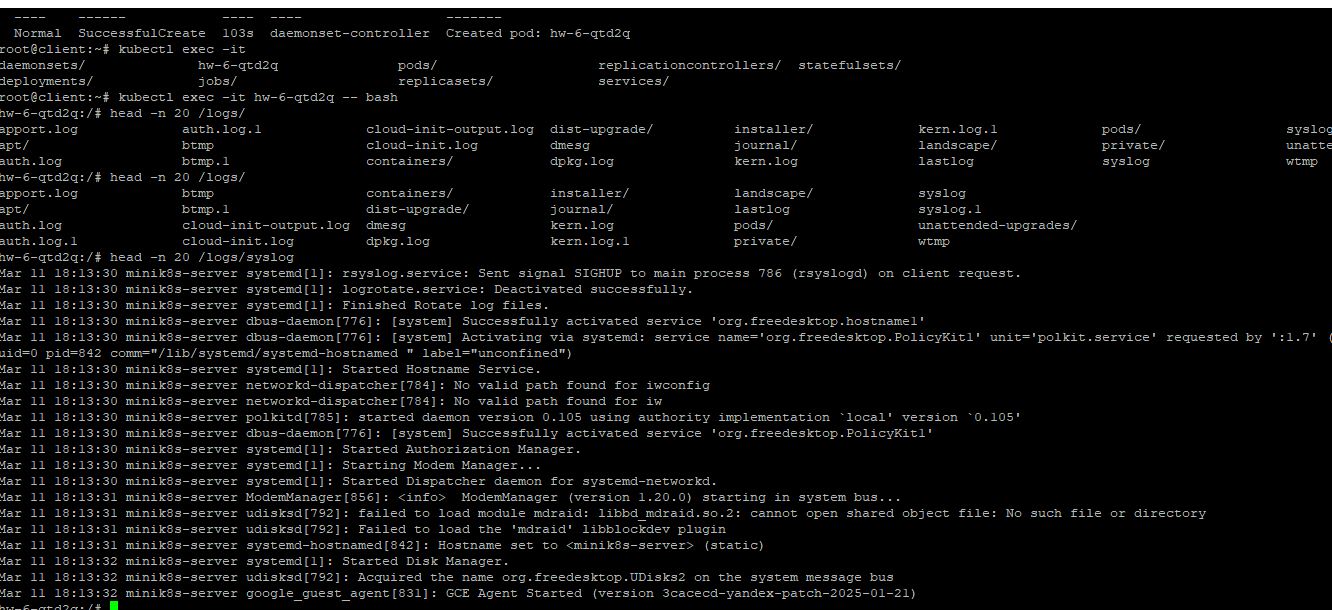 ---- ------ ---- ---- -------
Normal SuccessfulCreate 103s daemonset-controller Created pod: hw-6-qtd2q
root@client:~# kubectl exec -it
daemonsets/ hw-6-qtd2q pods/ replicationcontrollers/ statefulsets/
deployments/ jobs/ replicasets/ services/
root@client:~# kubectl exec -it hw-6-qtd2q -- bash
hw-6-qtd2q:/# head -n 20 /logs/
apport.log auth.log.1 cloud-init-output.log dist-upgrade/ installer/ kern.log.1 pods/ syslog
apt/ btmp cloud-init.log dmesg journal/ landscape/ private/ unatte
auth.log btmp.1 containers/ dpkg.log kern.log lastlog syslog wtmp
hw-6-qtd2q:/# head -n 20 /logs/
apport.log btmp containers/ installer/ landscape/ syslog
apt/ btmp.1 dist-upgrade/ journal/ lastlog syslog.1
auth.log cloud-init-output.log dmesg kern.log pods/ unattended-upgrades/
auth.log.1 cloud-init.log dpkg.log kern.log.1 private/ wtmp
hw-6-qtd2q:/# head -n 20 /logs/syslog
Mar 11 18:13:30 minik8s-server systemd[1]: rsyslog.service: Sent signal SIGHUP to main process 786 (rsyslogd) on client request.
Mar 11 18:13:30 minik8s-server systemd[1]: logrotate.service: Deactivated successfully.
Mar 11 18:13:30 minik8s-server systemd[1]: Finished Rotate log files.
Mar 11 18:13:30 minik8s-server dbus-daemon[776]: [system] Successfully activated service 'org.freedesktop.hostname1'
Mar 11 18:13:30 minik8s-server dbus-daemon[776]: [system] Activating via systemd: service name='org.freedesktop.PolicyKit1' unit='polkit.service' requested by ':1.7' (
uid=0 pid=842 comm="/lib/systemd/systemd-hostnamed " label="unconfined")
Mar 11 18:13:30 minik8s-server systemd[1]: Started Hostname Service.
Mar 11 18:13:30 minik8s-server networkd-dispatcher[784]: No valid path found for iwconfig
Mar 11 18:13:30 minik8s-server networkd-dispatcher[784]: No valid path found for iw
Mar 11 18:13:30 minik8s-server polkitd[785]: started daemon version 0.105 using authority implementation `local' version `0.105'
Mar 11 18:13:30 minik8s-server dbus-daemon[776]: [system] Successfully activated service 'org.freedesktop.PolicyKit1'
Mar 11 18:13:30 minik8s-server systemd[1]: Started Authorization Manager.
Mar 11 18:13:30 minik8s-server systemd[1]: Starting Modem Manager...
Mar 11 18:13:30 minik8s-server systemd[1]: Started Dispatcher daemon for systemd-networkd.
Mar 11 18:13:31 minik8s-server ModemManager[856]: <info> ModemManager (version 1.20.0) starting in system bus...
Mar 11 18:13:31 minik8s-server udisksd[792]: failed to load module mdraid: libbd_mdraid.so.2: cannot open shared object file: No such file or directory
Mar 11 18:13:31 minik8s-server udisksd[792]: Failed to load the 'mdraid' libblockdev plugin
Mar 11 18:13:31 minik8s-server systemd-hostnamed[842]: Hostname set to <minik8s-server> (static)
Mar 11 18:13:32 minik8s-server systemd[1]: Started Disk Manager.
Mar 11 18:13:32 minik8s-server udisksd[792]: Acquired the name org.freedesktop.UDisks2 on the system message bus
Mar 11 18:13:32 minik8s-server google_guest_agent[831]: GCE Agent Started (version 3cacecd-yandex-patch-2025-01-21)
hw-6-qtd2q:/#